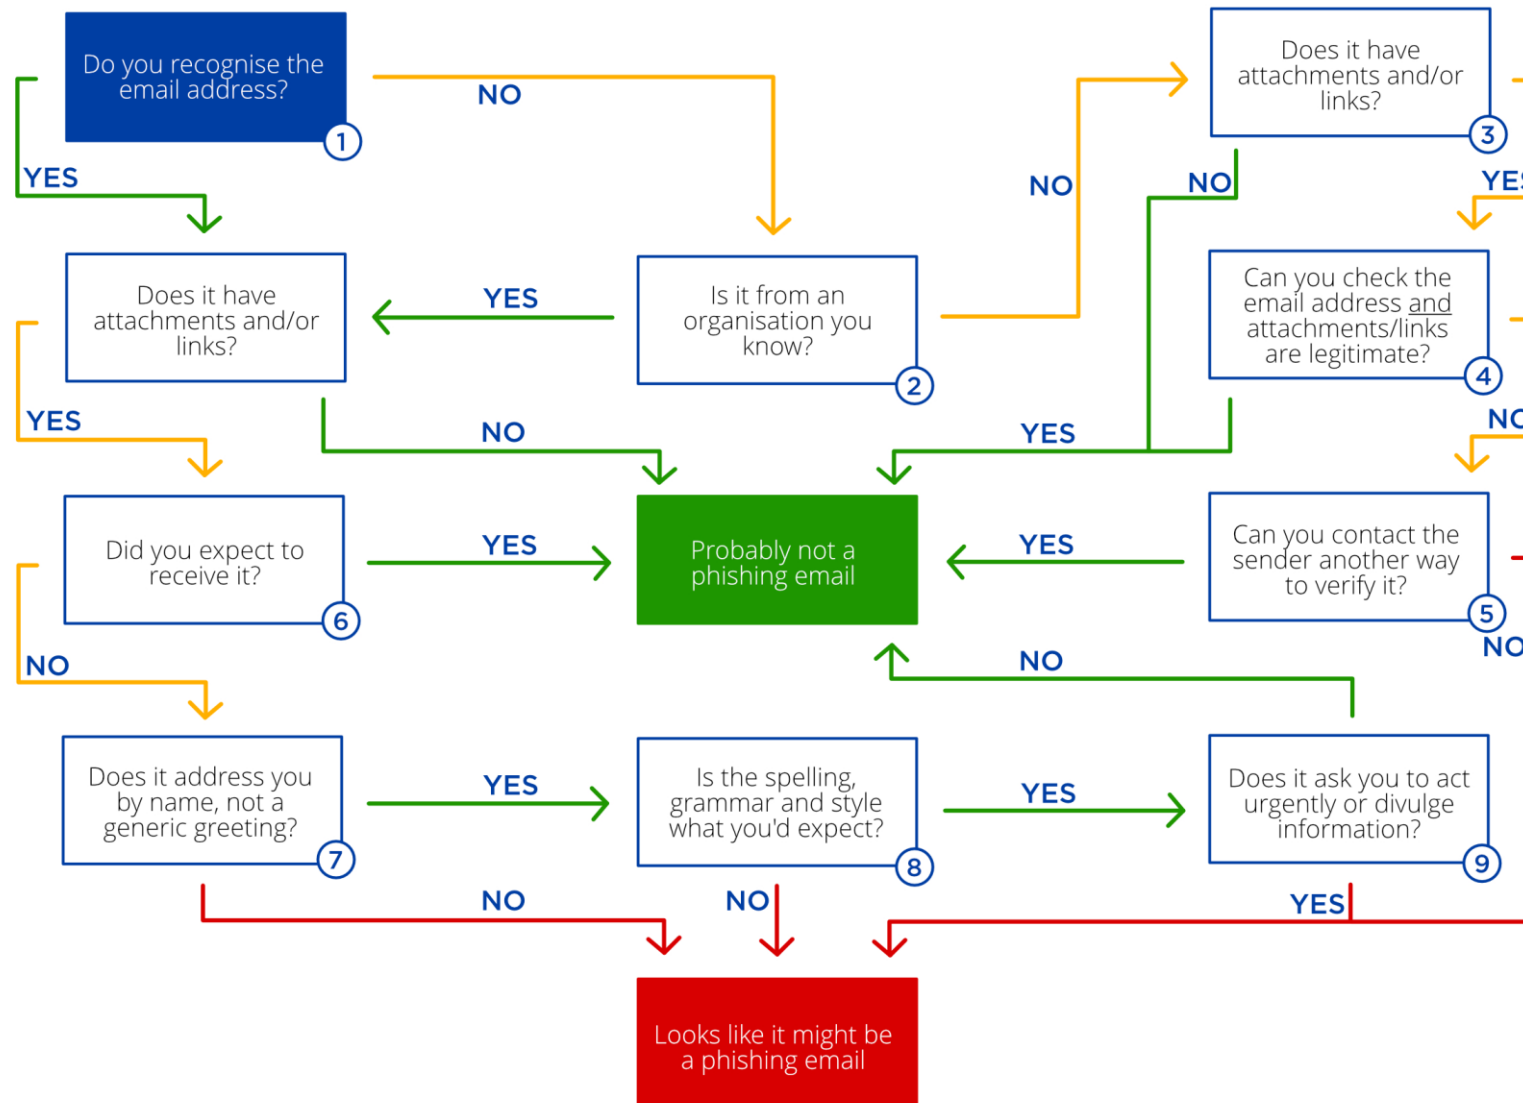 Do you recognise the
email address?
1
NO
YES
Does it have
attachments and/or
links?
3
NO
NO
YES
Does it have
attachments and/or
links?
YES
Is it from an
organisation you
know?
2
Can you check the
email address and
attachments/links
are legitimate?
4
YES
NO
YES
NO
Did you expect to
receive it?
6
YES
Probably not a
phishing email
YES
Can you contact the
sender another way
to verify it?
5
NO
NO
NO
Does it address you
by name, not a
generic greeting?
7
YES
Is the spelling,
grammar and style
what you'd expect?
8
YES
Does it ask you to act
urgently or divulge
information?
9
NO
NO
YES
Looks like it might be
a phishing email